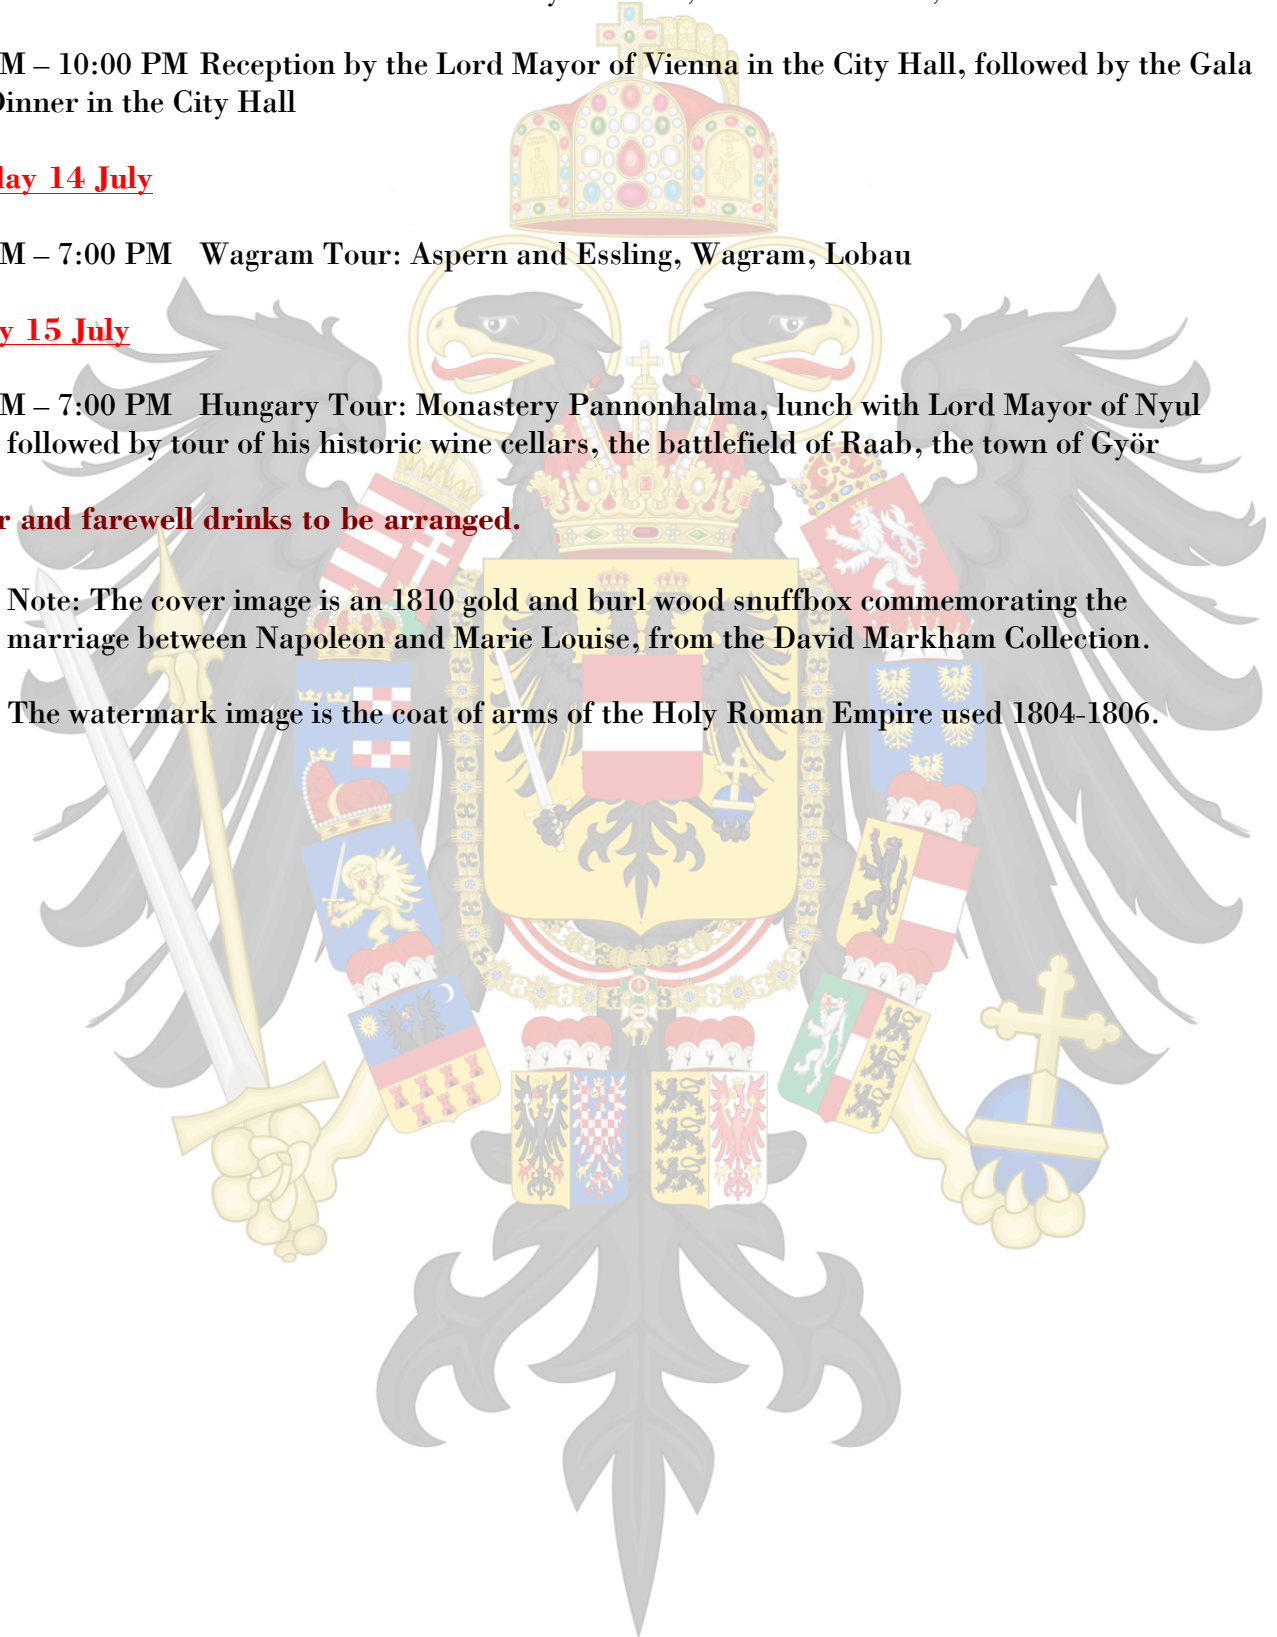 M – 10:00 PM Reception by the Lord Mayor of Vienna in the City Hall, followed by the Gala
Dinner in the City Hall
day 14 July
M – 7:00 PM Wagram Tour: Aspern and Essling, Wagram, Lobau
y 15 July
M – 7:00 PM Hungary Tour: Monastery Pannonhalma, lunch with Lord Mayor of Nyul
followed by tour of his historic wine cellars, the battlefield of Raab, the town of Györ
r and farewell drinks to be arranged.
Note: The cover image is an 1810 gold and burl wood snuffbox commemorating the
marriage between Napoleon and Marie Louise, from the David Markham Collection.
The watermark image is the coat of arms of the Holy Roman Empire used 1804-1806.